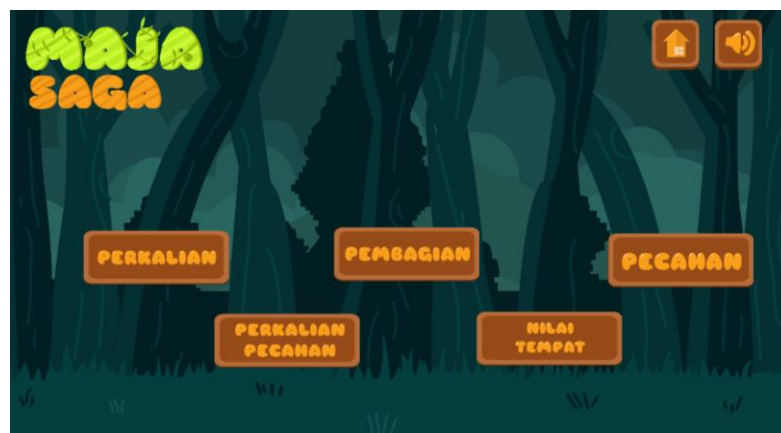 MAJA
SAGA
PERKALIAN
PEMBAGIAN
PECAHAN
PERKALIAN
PECAHAN
NILAI
TEMPAT